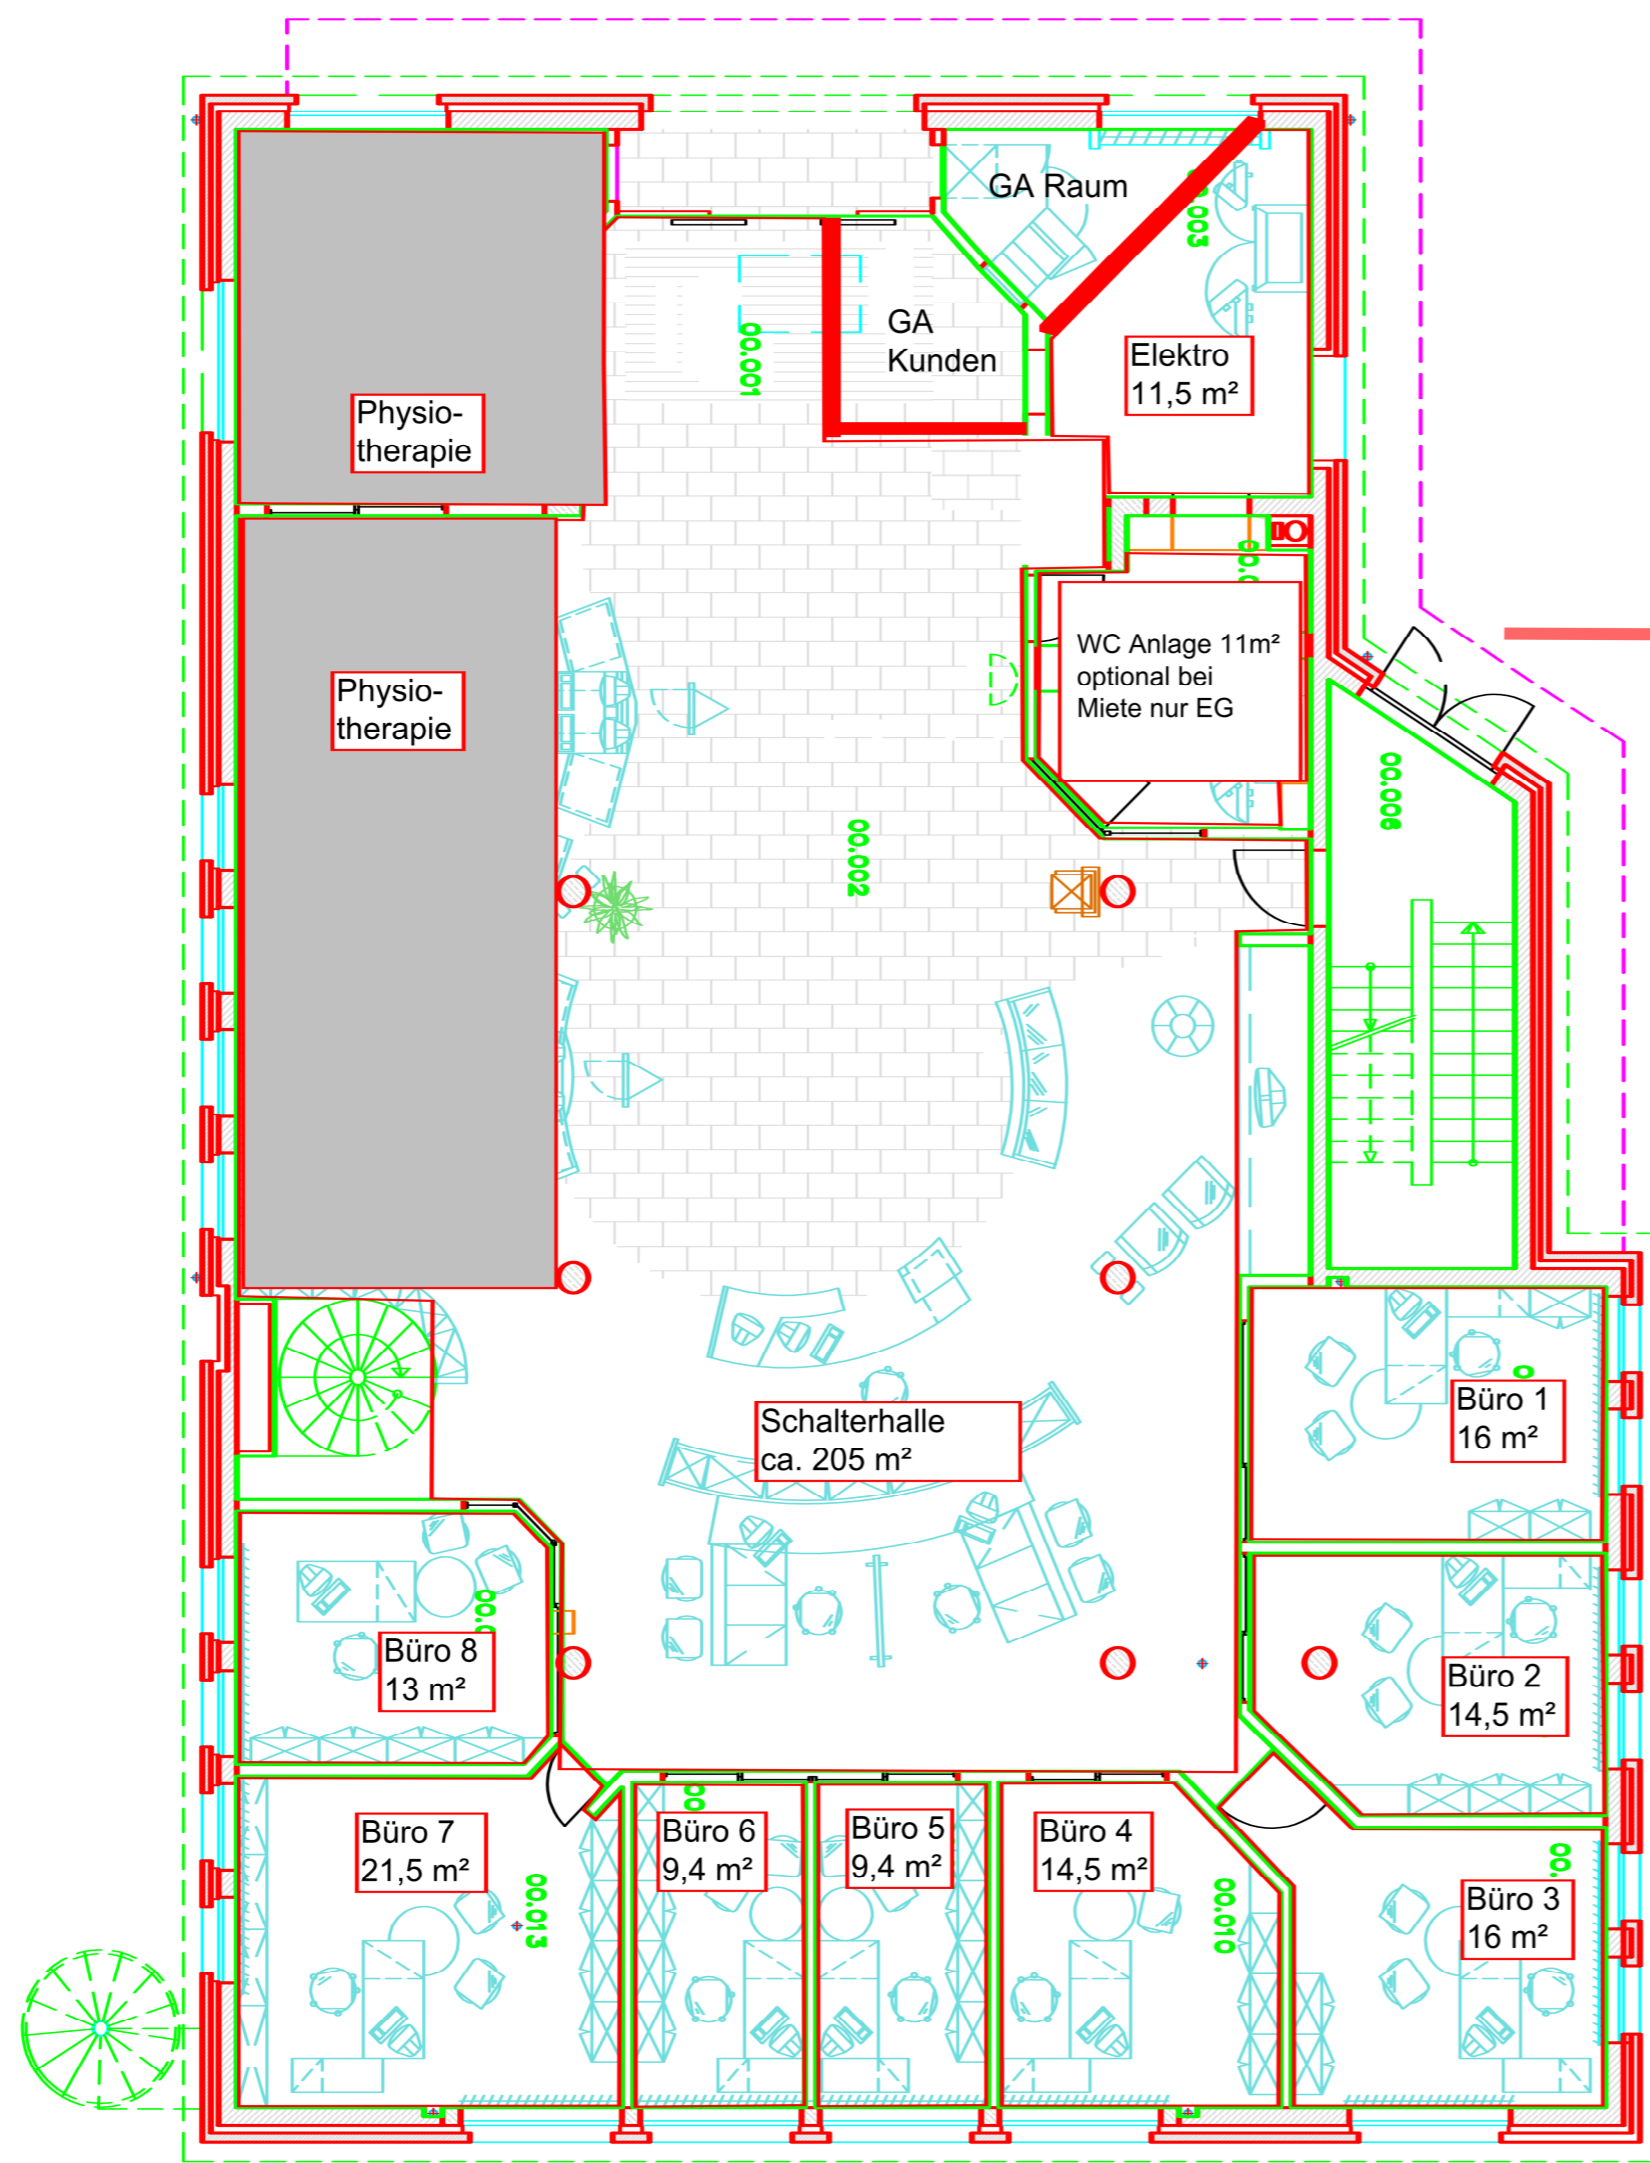 GA Raum
00.003
GA
Kunden
00.001
Elektro
11,5 m²
Physio-
therapie
WC Anlage 11m²
optional bei
Miete nur EG
Physio-
therapie
00.006
00.002
Schalterhalle
ca. 205 m²
Büro 1
16 m²
Büro 8
13 m²
Büro 2
14,5 m²
Büro 7
21,5 m²
Büro 6
9,4 m²
Büro 5
9,4 m²
Büro 4
14,5 m²
Büro 3
16 m²
00.013
00.010